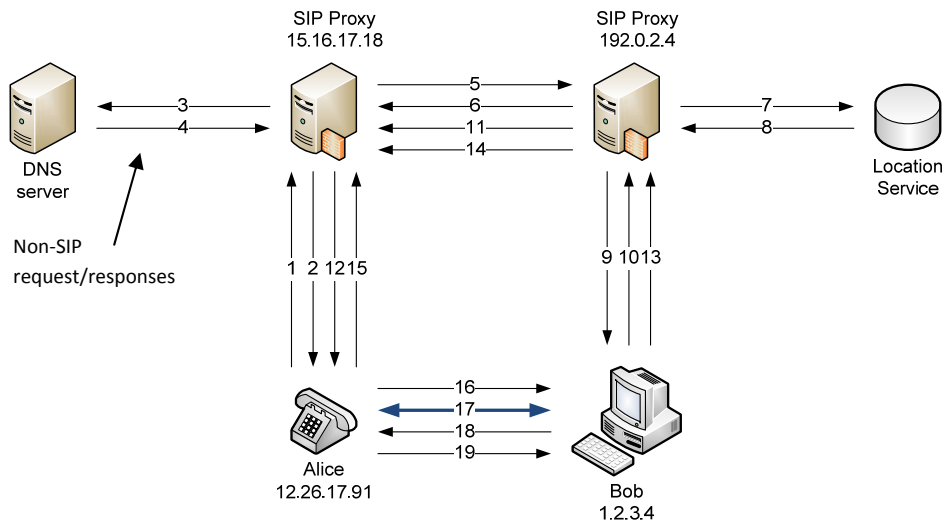 SIP Proxy
15.16.17.18
SIP Proxy
192.0.2.4
5
6
11
14
3
4
7
8
DNS
server
Location
Service
Non-SIP
request/responses
1 2 12 15
9 10 13
16
17
18
19
Alice
12.26.17.91
Bob
1.2.3.4